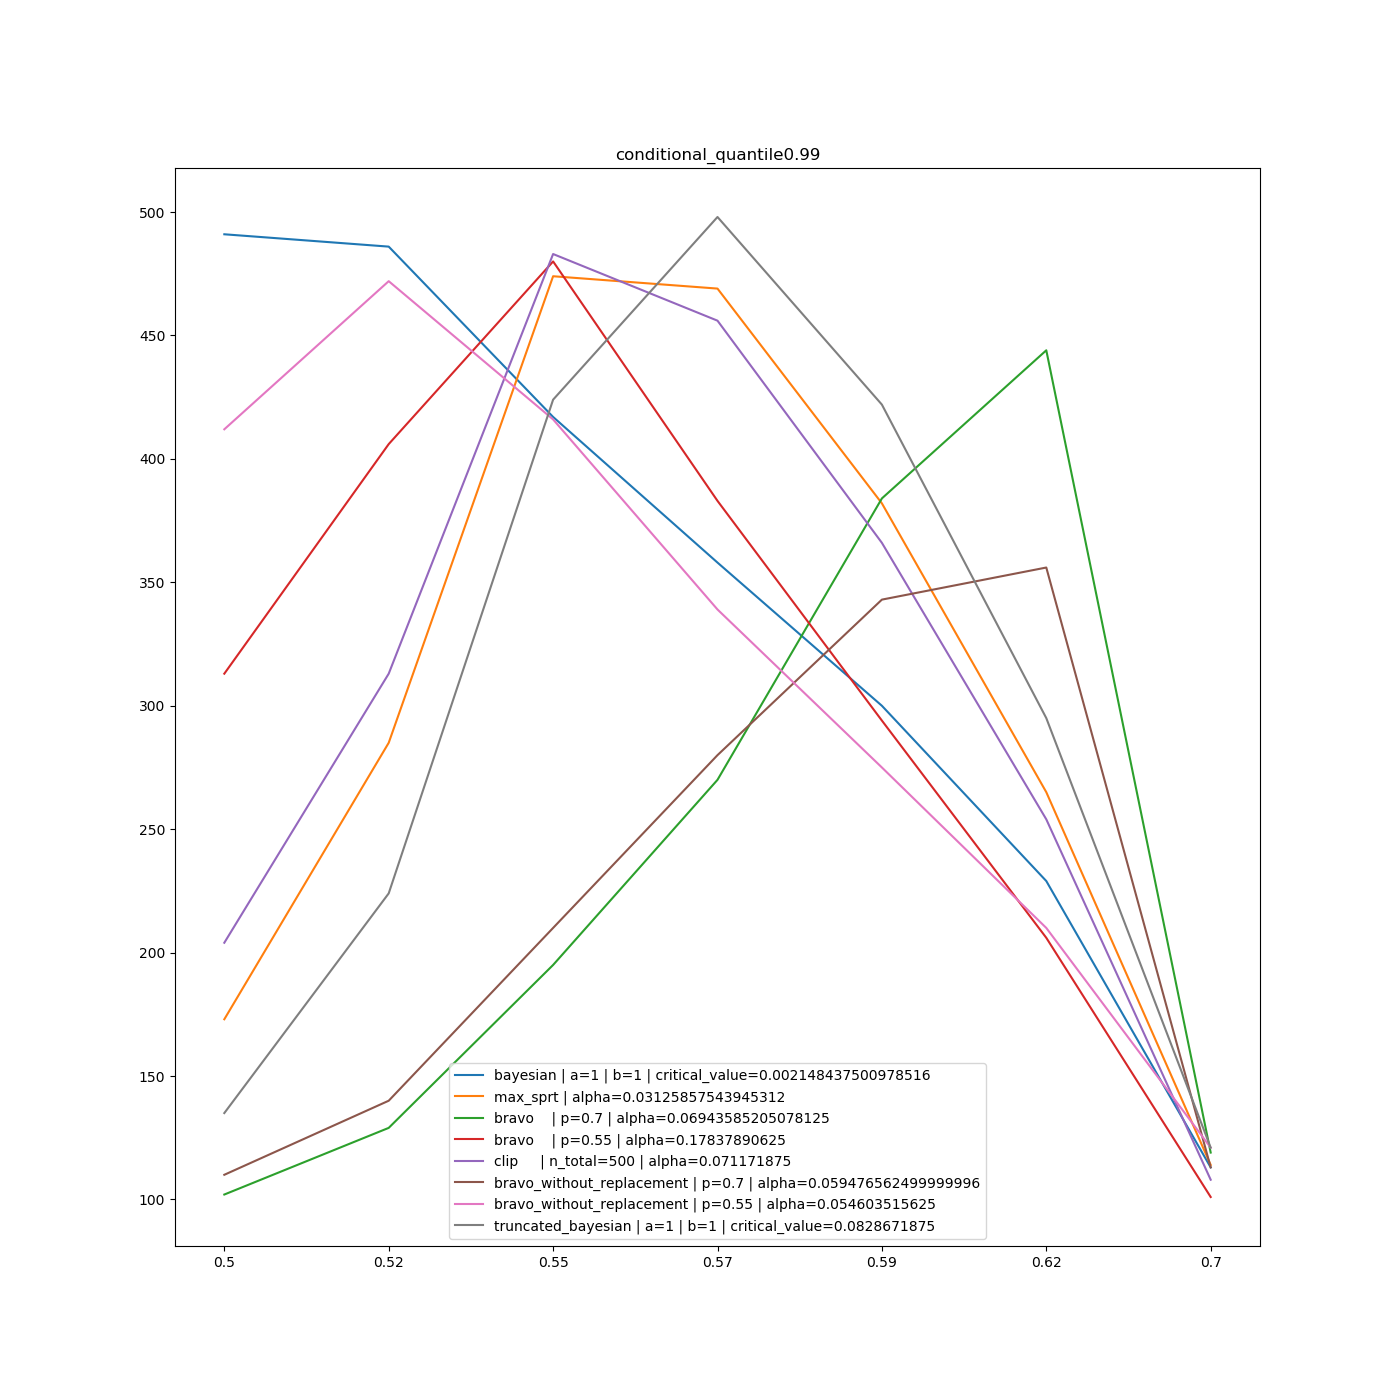 conditional_quantile0.99
500
450
400
350
300
250
200
150
100
bayesian | a=1 | b=1 | critical_value=0.002148437500978516
max_sprt | alpha=0.03125857543945312
bravo    | p=0.7 | alpha=0.06943585205078125
bravo    | p=0.55 | alpha=0.17837890625
clip     | n_total=500 | alpha=0.071171875
bravo_without_replacement | p=0.7 | alpha=0.059476562499999996
bravo_without_replacement | p=0.55 | alpha=0.054603515625
truncated_bayesian | a=1 | b=1 | critical_value=0.0828671875
0.5 0.52 0.55 0.57 0.59 0.62 0.7